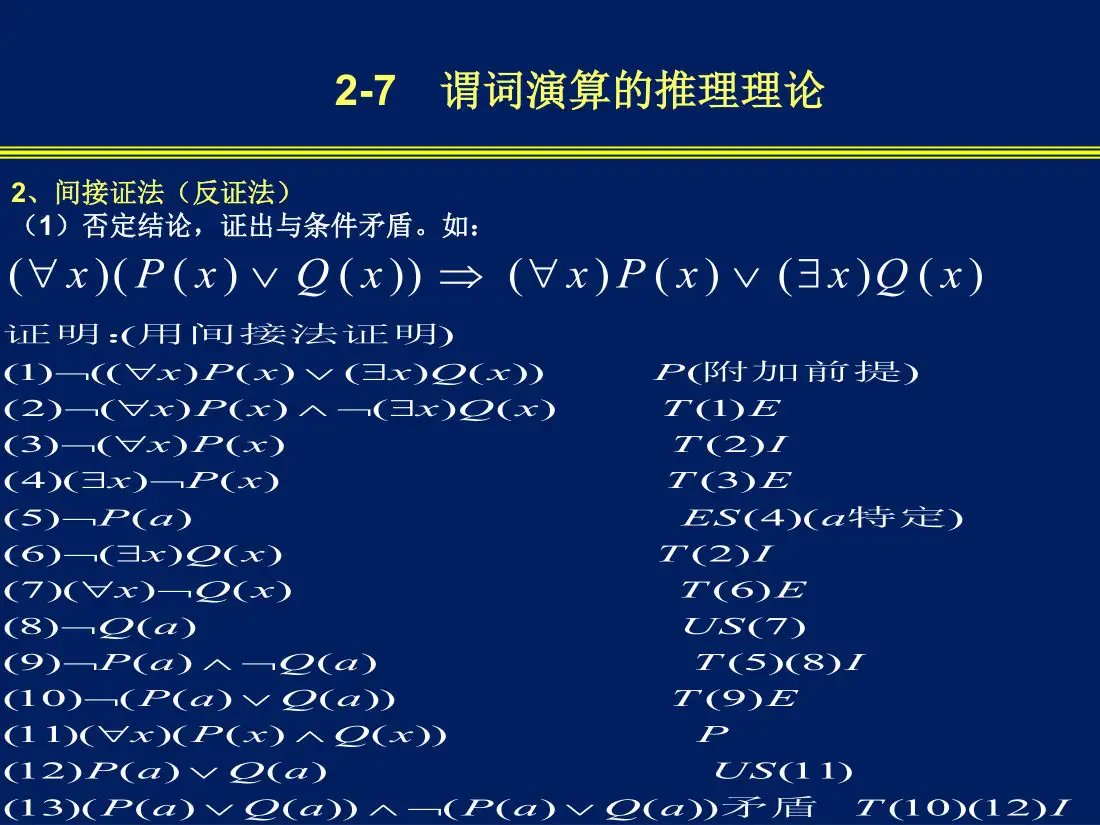 2-7 谓词演算的推理理论
2、间接证法（反证法）
（1）否定结论，证出与条件矛盾。如：
(∀x)(P(x)∨Q(x))⇒(∀x)P(x)∨(∃x)Q(x)
证明:(用间接法证明)
(1)¬((∀x)P(x)∨(∃x)Q(x)) P(附加前提)
(2)¬(∀x)P(x)∧¬(∃x)Q(x) T(1)E
(3)¬(∀x)P(x) T(2)I
(4)(∃x)¬P(x) T(3)E
(5)¬P(a) ES(4)(a特定)
(6)¬(∃x)Q(x) T(2)I
(7)(∀x)¬Q(x) T(6)E
(8)¬Q(a) US(7)
(9)¬P(a)∧¬Q(a) T(5)(8)I
(10)¬(P(a)∨Q(a)) T(9)E
(11)(∀x)(P(x)∧Q(x)) P
(12)P(a)∨Q(a) US(11)
(13)(P(a)∨Q(a))∧¬(P(a)∨Q(a))矛盾 T(10)(12)I